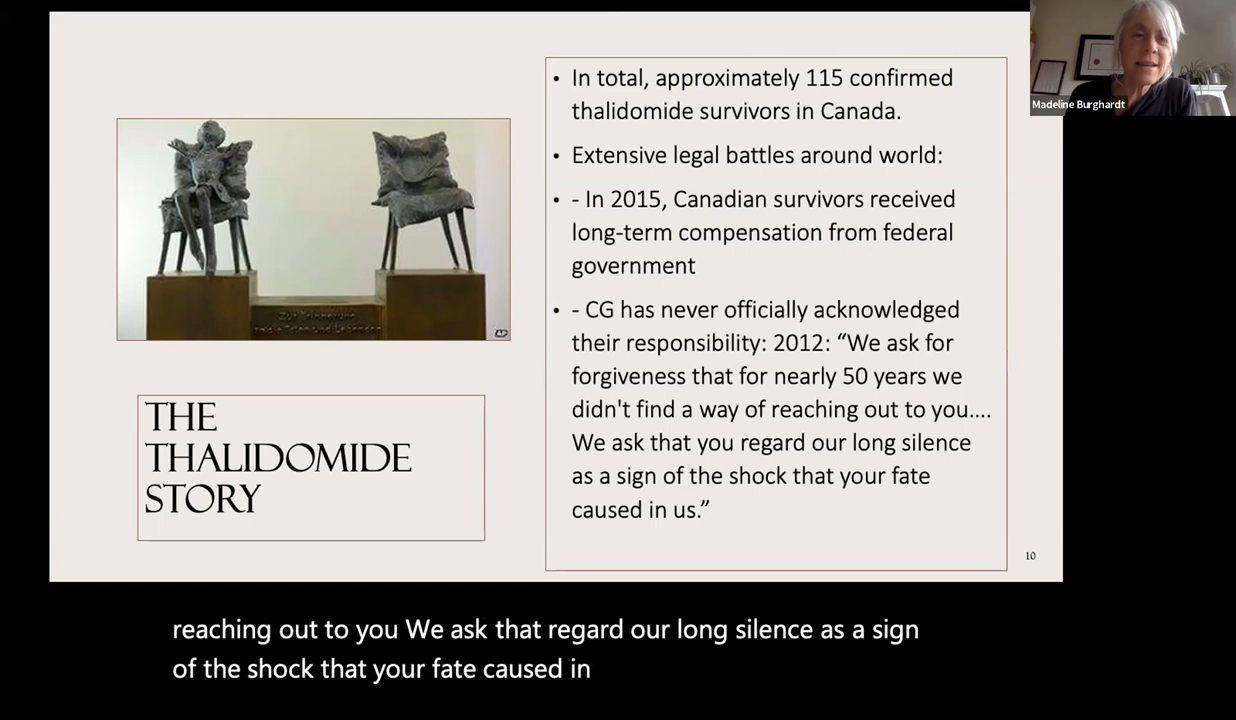 Madeline Burghardt
• In total, approximately 115 confirmed
thalidomide survivors in Canada.
• Extensive legal battles around world:
• - In 2015, Canadian survivors received
long-term compensation from federal
government
• - CG has never officially acknowledged
their responsibility: 2012: “We ask for
forgiveness that for nearly 50 years we
didn't find a way of reaching out to you....
We ask that you regard our long silence
as a sign of the shock that your fate
caused in us.”
Zur Erinnerung
und Lebenden
AP
THE
THALIDOMIDE
STORY
10
reaching out to you We ask that regard our long silence as a sign
of the shock that your fate caused in